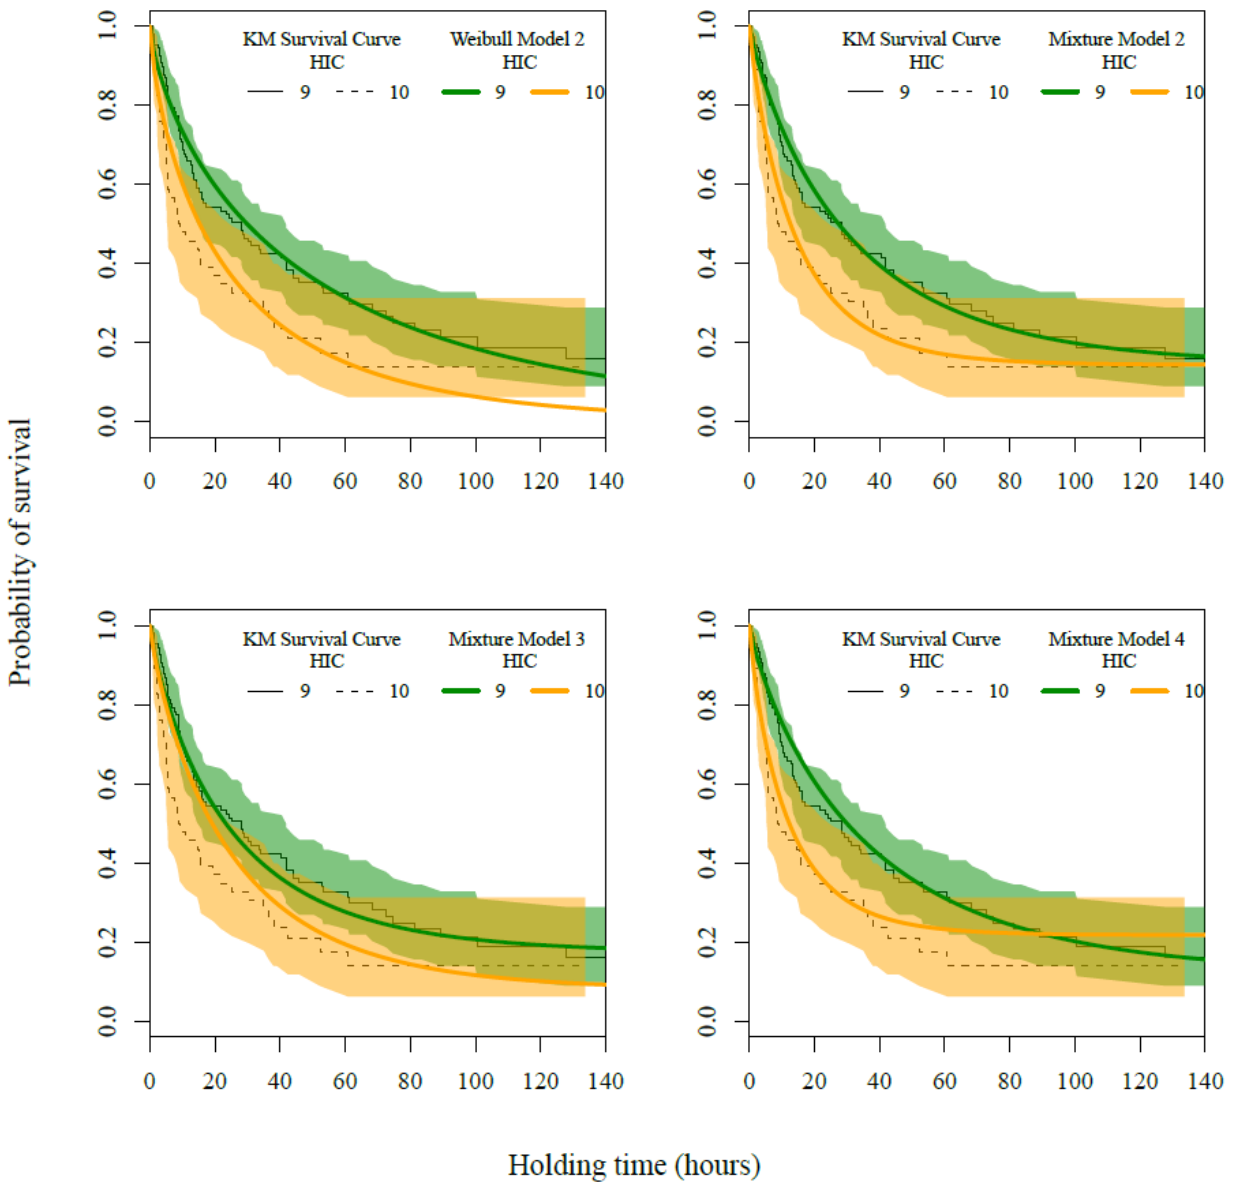 KM Survival Curve Weibull Model 2
HIC HIC
9 10 9 10
1.0
0.8
0.6
0.4
0.2
0.0
0 20 40 60 80 100 120 140
KM Survival Curve Mixture Model 2
HIC HIC
9 10 9 10
1.0
0.8
0.6
0.4
0.2
0.0
0 20 40 60 80 100 120 140
Probability of survival
KM Survival Curve Mixture Model 3
HIC HIC
9 10 9 10
1.0
0.8
0.6
0.4
0.2
0.0
0 20 40 60 80 100 120 140
KM Survival Curve Mixture Model 4
HIC HIC
9 10 9 10
1.0
0.8
0.6
0.4
0.2
0.0
0 20 40 60 80 100 120 140
Holding time (hours)